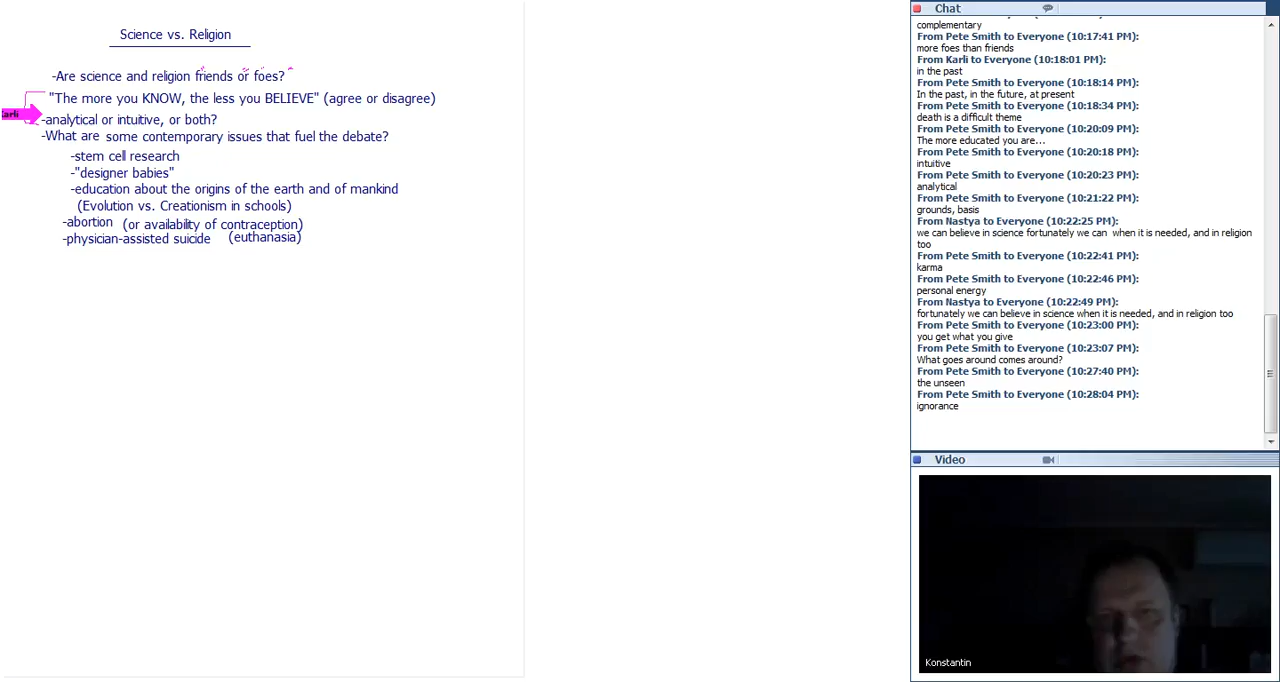 Science vs. Religion
-Are science and religion friends or foes?
"The more you KNOW, the less you BELIEVE" (agree or disagree)
Karli
-analytical or intuitive, or both?
-What are some contemporary issues that fuel the debate?
-stem cell research
-"designer babies"
-education about the origins of the earth and of mankind
(Evolution vs. Creationism in schools)
-abortion (or availability of contraception)
-physician-assisted suicide (euthanasia)
Chat
complementary
From Pete Smith to Everyone (10:17:41 PM):
more foes than friends
From Karli to Everyone (10:18:01 PM):
in the past
From Pete Smith to Everyone (10:18:14 PM):
In the past, in the future, at present
From Pete Smith to Everyone (10:18:34 PM):
death is a difficult theme
From Pete Smith to Everyone (10:20:09 PM):
The more educated you are...
From Pete Smith to Everyone (10:20:18 PM):
intuitive
From Pete Smith to Everyone (10:20:23 PM):
analytical
From Pete Smith to Everyone (10:21:22 PM):
grounds, basis
From Nastya to Everyone (10:22:25 PM):
we can believe in science fortunately we can when it is needed, and in religion
too
From Pete Smith to Everyone (10:22:41 PM):
karma
From Pete Smith to Everyone (10:22:46 PM):
personal energy
From Nastya to Everyone (10:22:49 PM):
fortunately we can believe in science when it is needed, and in religion too
From Pete Smith to Everyone (10:23:00 PM):
you get what you give
From Pete Smith to Everyone (10:23:07 PM):
What goes around comes around?
From Pete Smith to Everyone (10:27:40 PM):
the unseen
From Pete Smith to Everyone (10:28:04 PM):
ignorance
Video
Konstantin